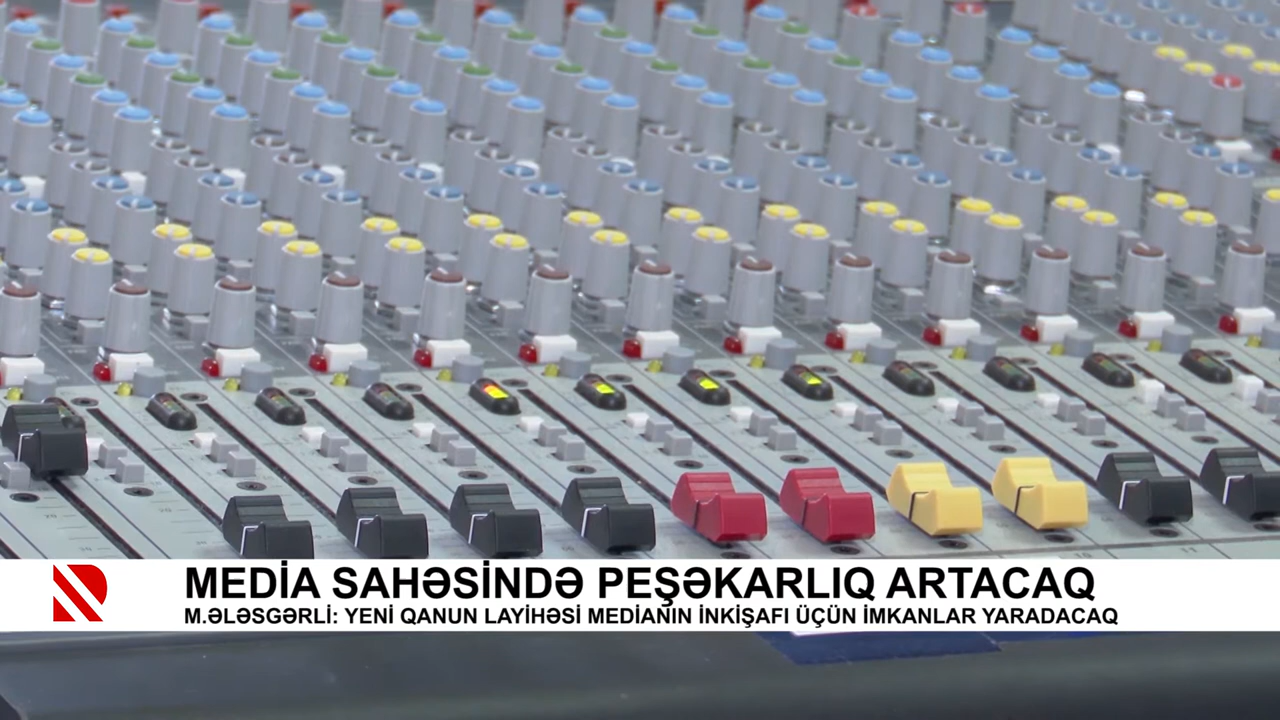 MEDİA SAHƏSİNDƏ PEŞƏKARLIQ ARTACAQ
M.ƏLƏSGƏRLİ: YENİ QANUN LAYİHƏSİ MEDİANIN İNKİŞAFI ÜÇÜN İMKANLAR YARADACAQ